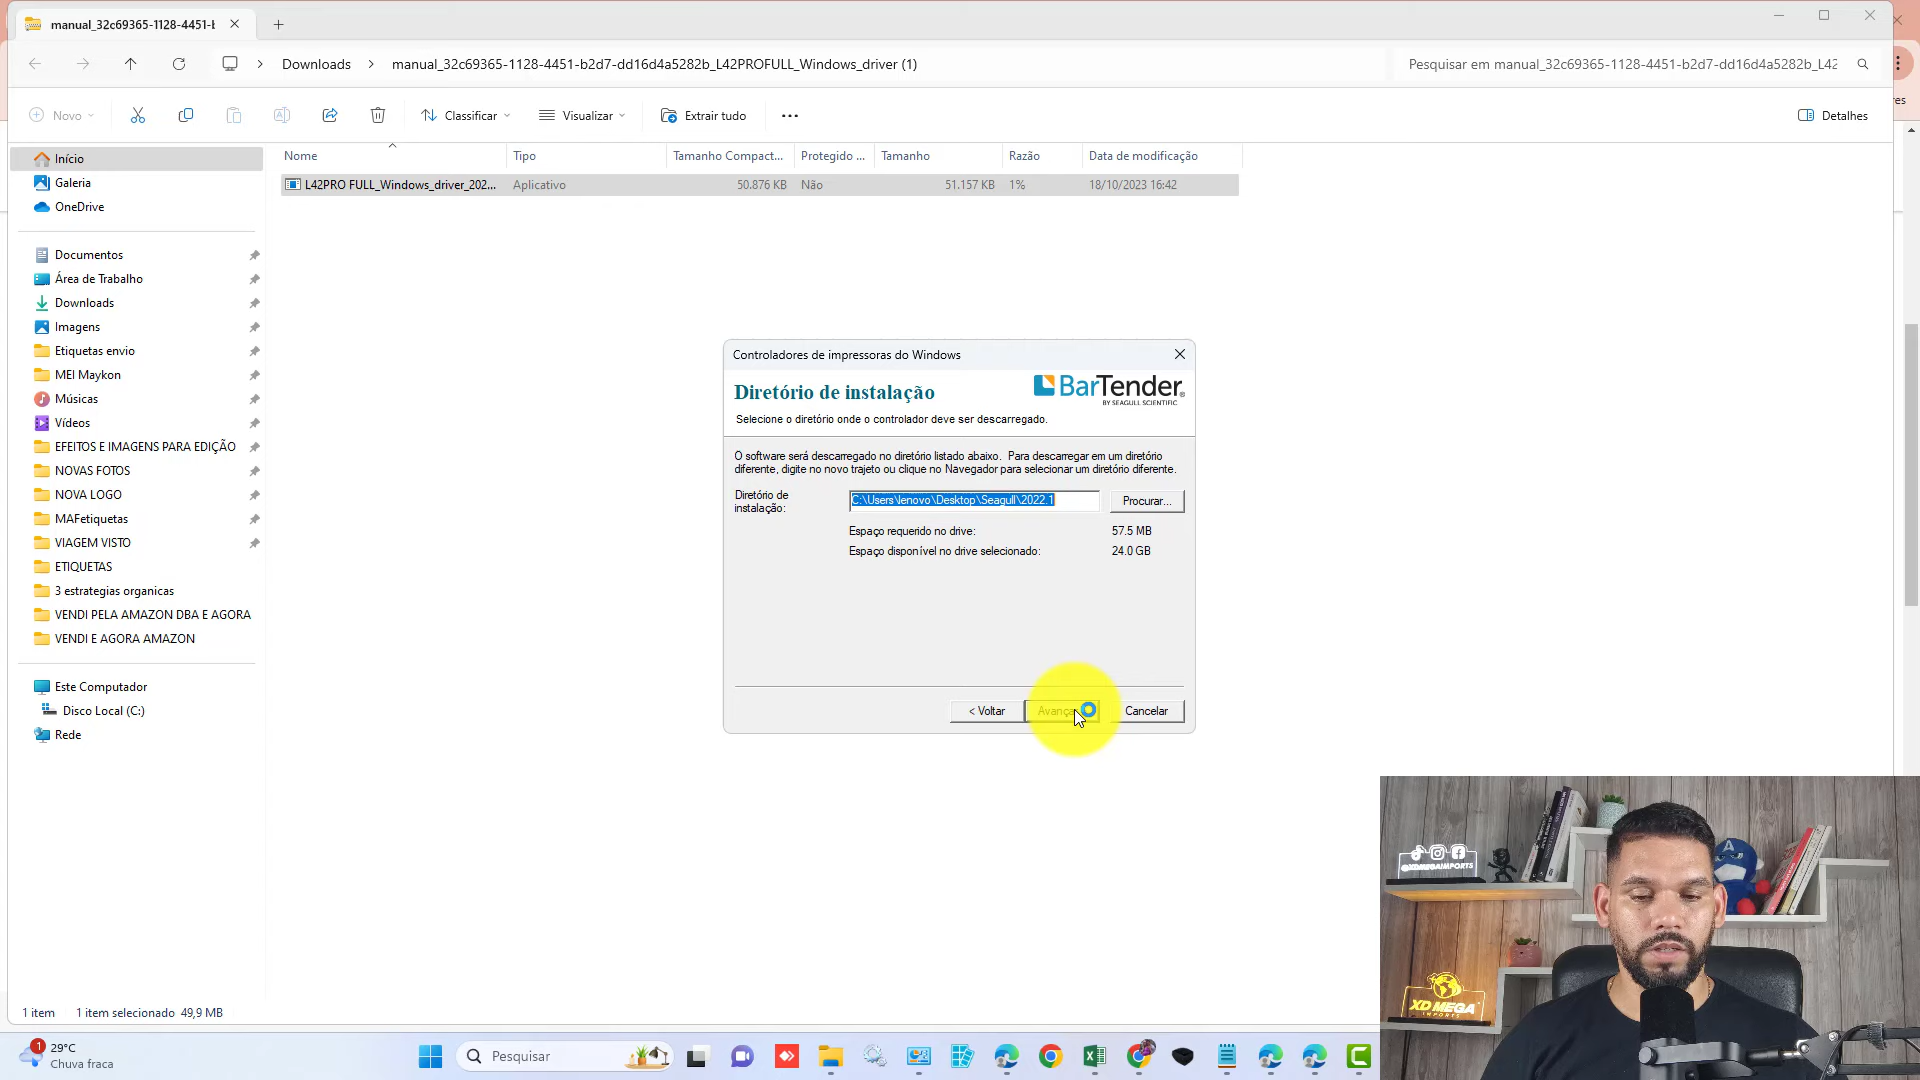 manual_32c69365-1128-4451-b
Downloads
manual_32c69365-1128-4451-b2d7-dd16d4a5282b_L42PROFULL_Windows_driver (1)
Pesquisar em manual_32c69365-1128-4451-b2d7-dd16d4a5282b_L42
Novo
Classificar
Visualizar
Extrair tudo
Detalhes
Início
Galeria
OneDrive
Documentos
Área de Trabalho
Downloads
Imagens
Etiquetas envio
MEI Maykon
Músicas
Vídeos
EFEITOS E IMAGENS PARA EDIÇÃO
NOVAS FOTOS
NOVA LOGO
MAFetiquetas
VIAGEM VISTO
ETIQUETAS
3 estrategias organicas
VENDI PELA AMAZON DBA E AGORA
VENDI E AGORA AMAZON
Este Computador
Disco Local (C:)
Rede
Nome Tipo Tamanho Compact... Protegido ... Tamanho Razão Data de modificação
L42PRO FULL_Windows_driver_202... Aplicativo 50.876 KB Não 51.157 KB 1% 18/10/2023 16:42
Controladores de impressoras do Windows
Diretório de instalação
BarTender
BY SEAGULL SCIENTIFIC
Selecione o diretório onde o controlador deve ser descarregado.
O software será descarregado no diretório listado abaixo. Para descarregar em um diretório
diferente, digite no novo trajeto ou clique no Navegador para selecionar um diretório diferente.
Diretório de
instalação:
C:\Users\lenovo\Desktop\Seagull\2022.1
Procurar...
Espaço requerido no drive: 57.5 MB
Espaço disponível no drive selecionado: 24.0 GB
< Voltar
Cancelar
@XDMEGAIMPORTS
XD MEGA
IMPORTS
1 item
1 item selecionado 49,9 MB
1
29°C
Chuva fraca
Pesquisar